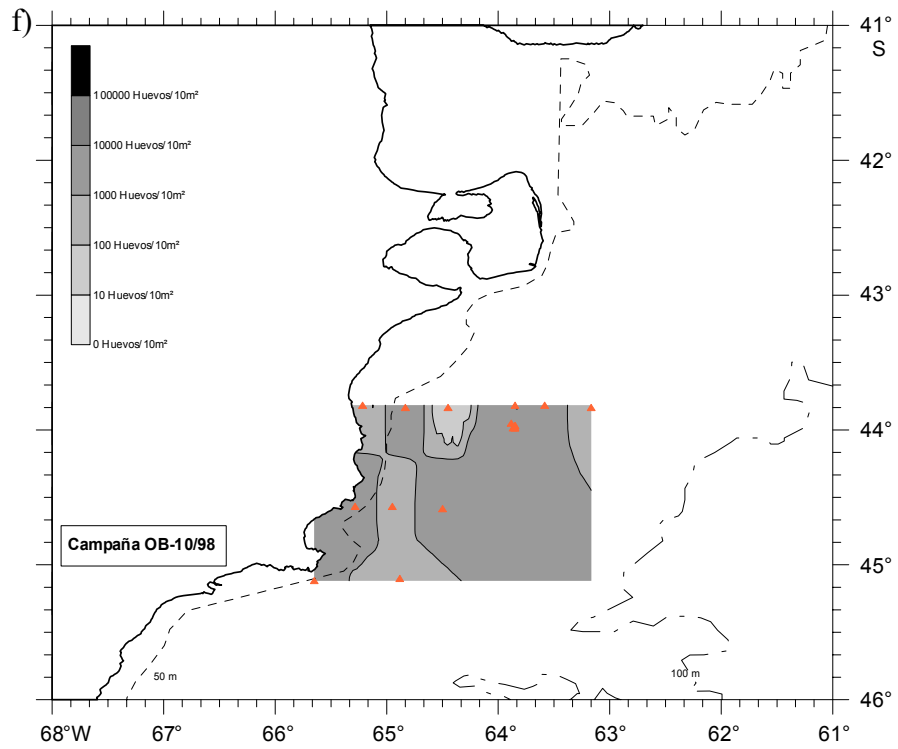 f)
41°
S
100000 Huevos/10m²
10000 Huevos/10m²
42°
1000 Huevos/10m²
100 Huevos/10m²
10 Huevos/10m²
43°
0 Huevos/10m²
44°
Campaña OB-10/98
45°
50 m
100 m
46°
68°W 67° 66° 65° 64° 63° 62° 61°